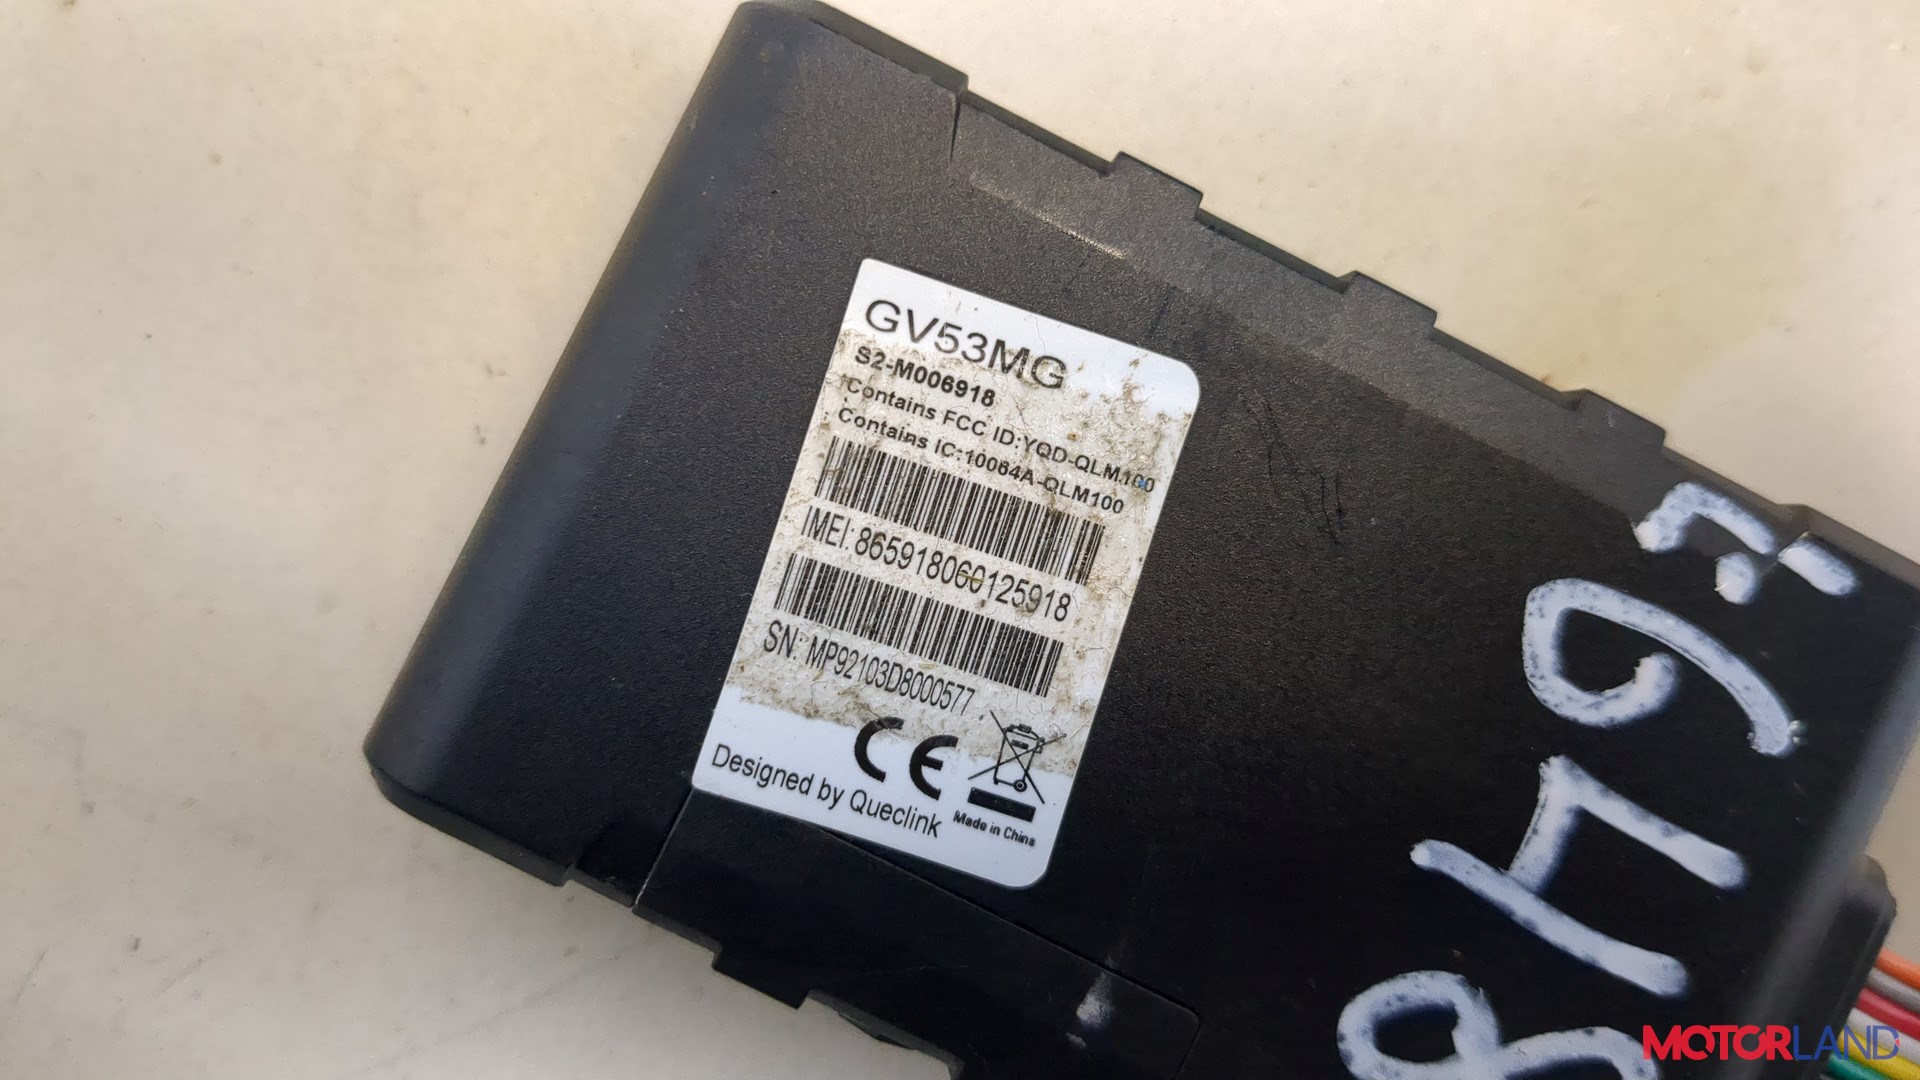 GV53MG
S2-M006918
Contains FCC ID:YQD-QLM100
Contains IC:10064A-QLM100
IMEI: 865918060125918
SN: MP92103D8000577
CE
Designed by Queclink
Made in China
MOTORLAND